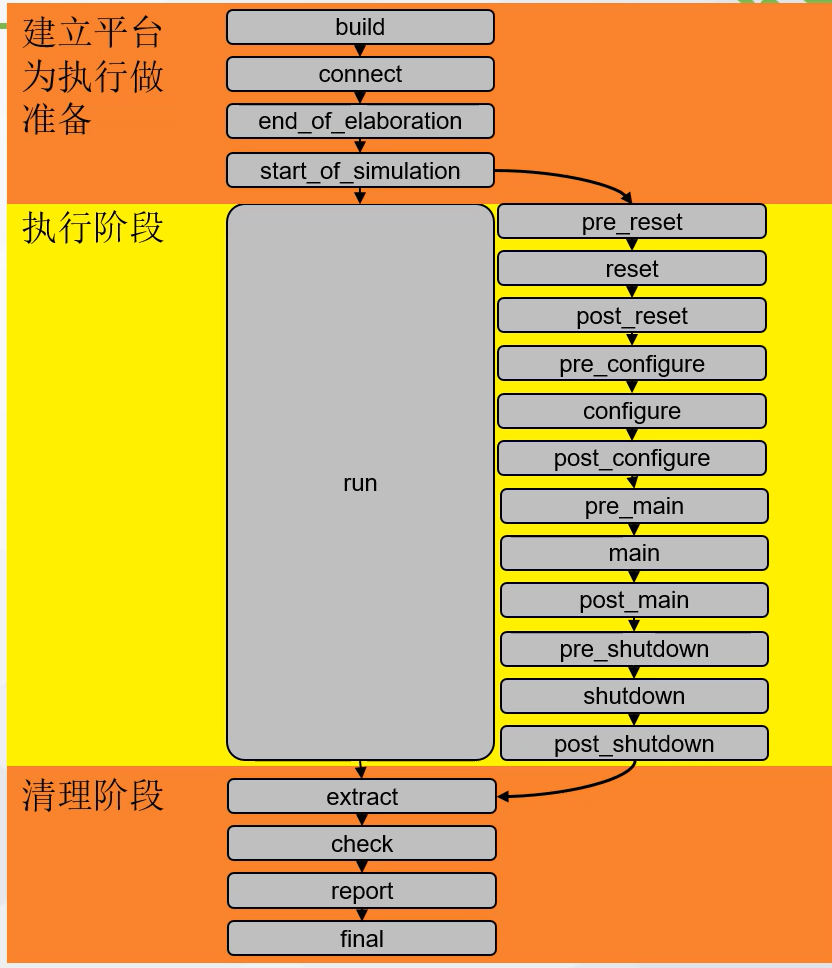 建立平台
为执行做
准备
build
connect
end_of_elaboration
start_of_simulation
执行阶段
run
pre_reset
reset
post_reset
pre_configure
configure
post_configure
pre_main
main
post_main
pre_shutdown
shutdown
post_shutdown
清理阶段
extract
check
report
final